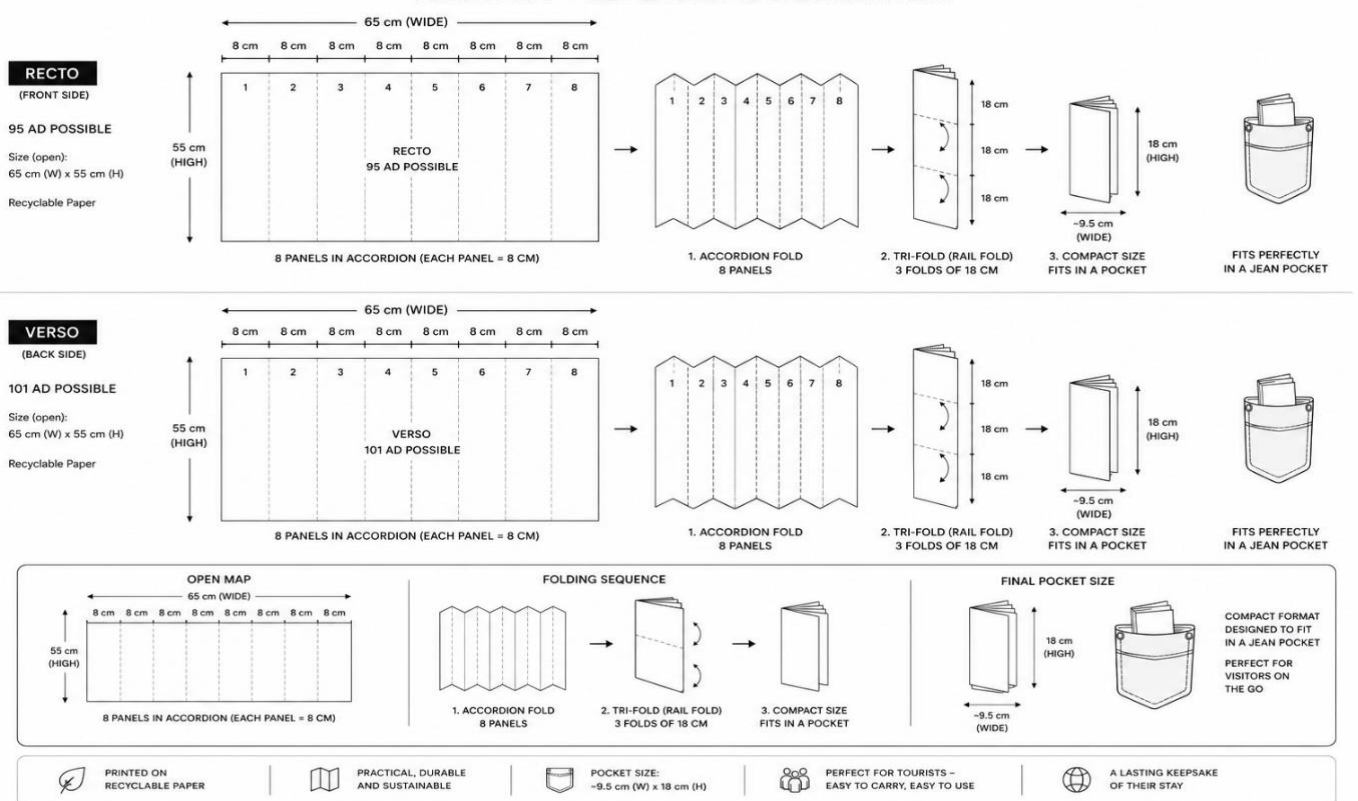 65 cm (WIDE)
8 cm 8 cm 8 cm 8 cm 8 cm 8 cm 8 cm 8 cm
RECTO
(FRONT SIDE)
95 AD POSSIBLE
Size (open):
65 cm (W) x 55 cm (H)
Recyclable Paper
55 cm
(HIGH)
1 2 3 4 5 6 7 8
RECTO
95 AD POSSIBLE
8 PANELS IN ACCORDION (EACH PANEL = 8 CM)
1 2 3 4 5 6 7 8
1. ACCORDION FOLD
8 PANELS
18 cm
18 cm
18 cm
2. TRI-FOLD (RAIL FOLD)
3 FOLDS OF 18 CM
18 cm
(HIGH)
~9.5 cm
(WIDE)
3. COMPACT SIZE
FITS IN A POCKET
FITS PERFECTLY
IN A JEAN POCKET
65 cm (WIDE)
8 cm 8 cm 8 cm 8 cm 8 cm 8 cm 8 cm 8 cm
VERSO
(BACK SIDE)
101 AD POSSIBLE
Size (open):
65 cm (W) x 55 cm (H)
Recyclable Paper
55 cm
(HIGH)
1 2 3 4 5 6 7 8
VERSO
101 AD POSSIBLE
8 PANELS IN ACCORDION (EACH PANEL = 8 CM)
1 2 3 4 5 6 7 8
1. ACCORDION FOLD
8 PANELS
18 cm
18 cm
18 cm
2. TRI-FOLD (RAIL FOLD)
3 FOLDS OF 18 CM
18 cm
(HIGH)
~9.5 cm
(WIDE)
3. COMPACT SIZE
FITS IN A POCKET
FITS PERFECTLY
IN A JEAN POCKET
OPEN MAP
65 cm (WIDE)
8 cm 8 cm 8 cm 8 cm 8 cm 8 cm 8 cm 8 cm
55 cm
(HIGH)
8 PANELS IN ACCORDION (EACH PANEL = 8 CM)
FOLDING SEQUENCE
1. ACCORDION FOLD
8 PANELS
2. TRI-FOLD (RAIL FOLD)
3 FOLDS OF 18 CM
3. COMPACT SIZE
FITS IN A POCKET
FINAL POCKET SIZE
18 cm
(HIGH)
~9.5 cm
(WIDE)
COMPACT FORMAT
DESIGNED TO FIT
IN A JEAN POCKET
PERFECT FOR
VISITORS ON
THE GO
PRINTED ON
RECYCLABLE PAPER
PRACTICAL, DURABLE
AND SUSTAINABLE
POCKET SIZE:
~9.5 cm (W) x 18 cm (H)
PERFECT FOR TOURISTS –
EASY TO CARRY, EASY TO USE
A LASTING KEEPSAKE
OF THEIR STAY